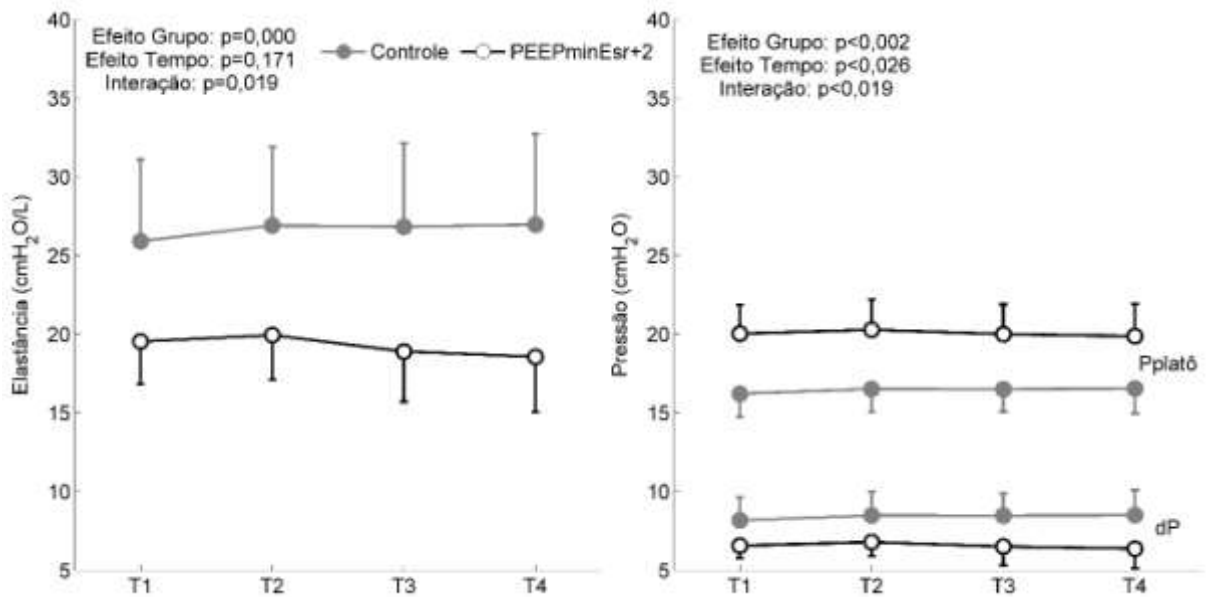 40
35
30
25
20
15
10
5
Elastância (cmH2O/L)
Efeito Grupo: p=0,000
Efeito Tempo: p=0,171
Interação: p=0,019
Controle
PEEPminEsr+2
T1
T2
T3
T4
40
35
30
25
20
15
10
5
Pressão (cmH2O)
Efeito Grupo: p<0,002
Efeito Tempo: p<0,026
Interação: p<0,019
Pplatô
dP
T1
T2
T3
T4